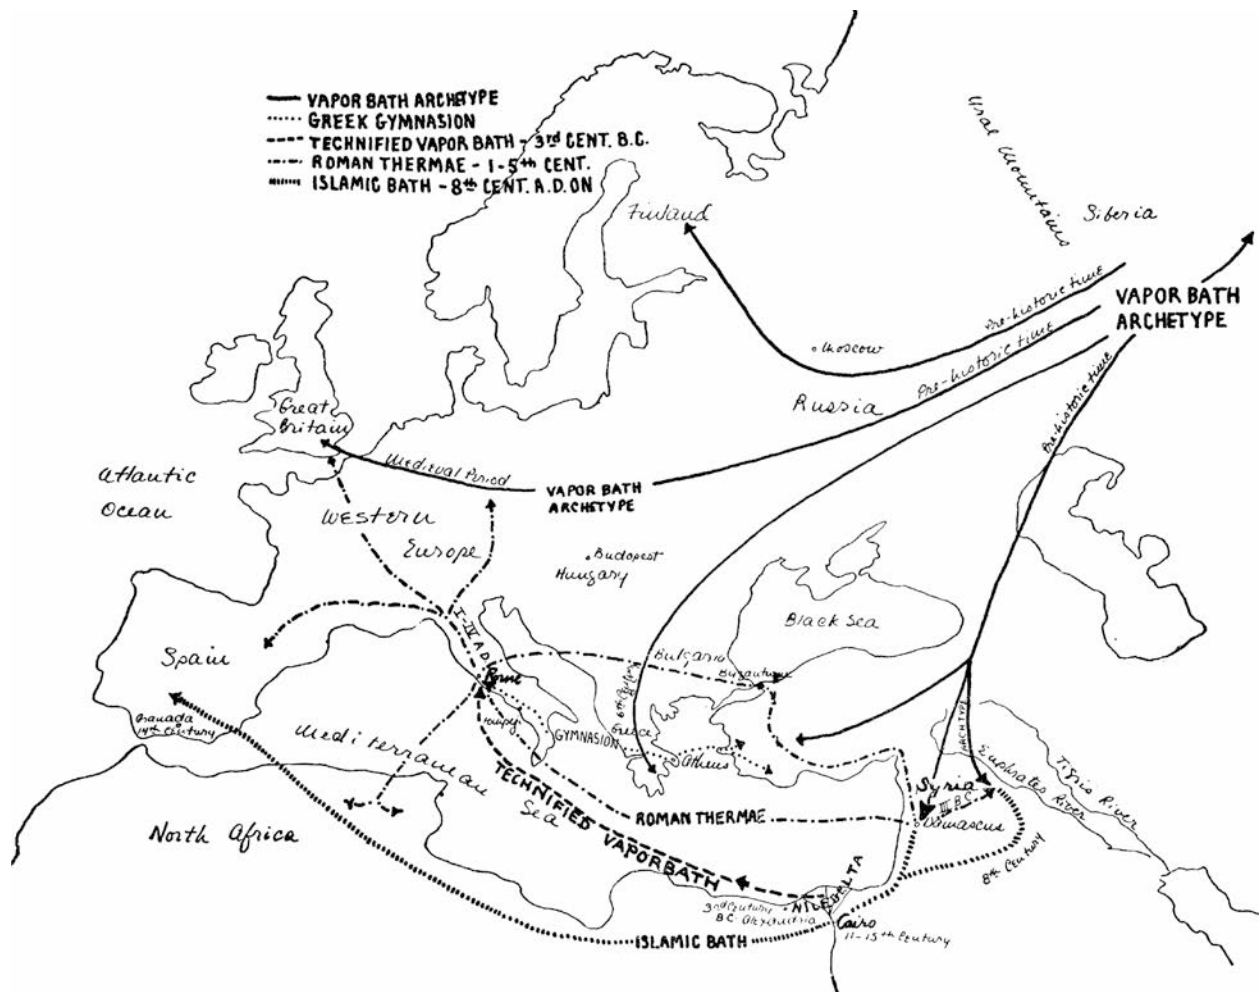 VAPOR BATH ARCHETYPE
GREEK GYMNASION
TECHNIFIED VAPOR BATH - 3rd CENT. B.C.
ROMAN THERMAE - 1-5th CENT.
ISLAMIC BATH - 8th CENT. A.D. ON
Ural Mountains
Finland
Siberia
Pre-historic time
VAPOR BATH
ARCHETYPE
Moscow
Pre-historic time
Russia
Pre-historic time
Great
Britain
Medieval Period
VAPOR BATH
ARCHETYPE
Atlantic
Ocean
Western
Europe
Budapest
Hungary
Black Sea
I-IV A.D.
Spain
Rome
Bulgaria
Granada
14th Century
Mediterranean
Sea
GYMNASION
Greece
Athens
TECHNIFIED VAPORBATH
ROMAN THERMAE
Syria
III B.C.
Damascus
Euphrates River
Tigris River
North Africa
8th Century
NILE DELTA
3rd Century
B.C. Alexandria
Cairo
11-15th Century
ISLAMIC BATH